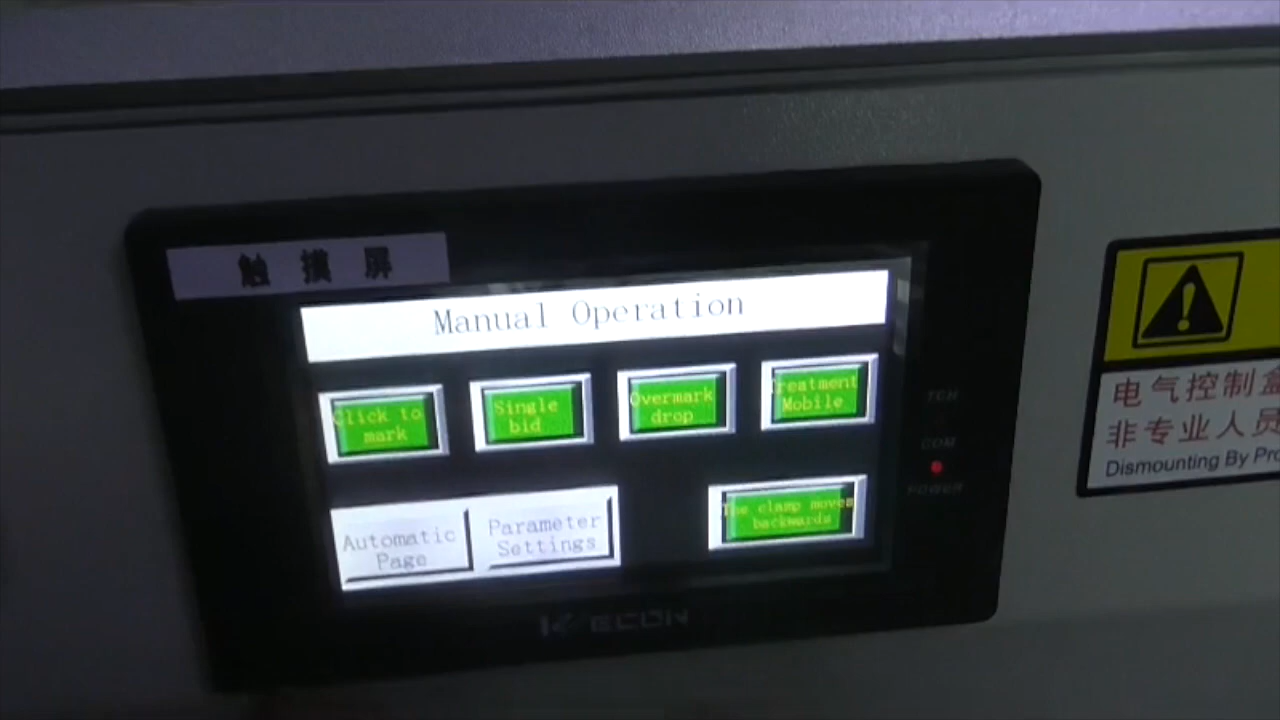 触摸屏
Manual Operation
Click to
mark
Single
bid
Overmark
drop
Treatment
Mobile
Automatic
Page
Parameter
Settings
The clamp moves
backwards
COM
POWER
电气控制盒
非专业人员
Dismounting By Pro